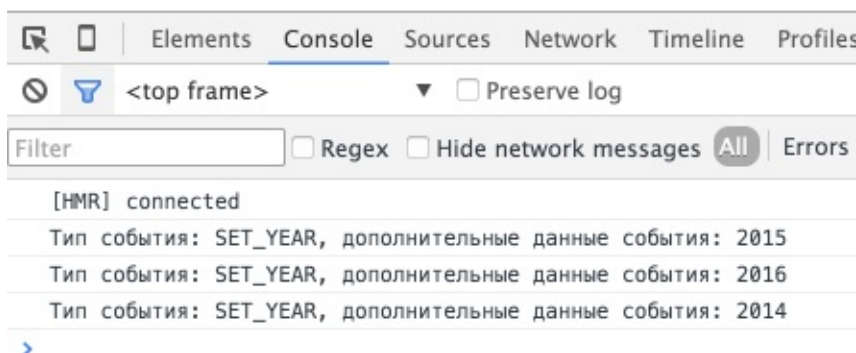 Elements Console Sources Network Timeline Profiles
<top frame> ▼ Preserve log
Filter Regex Hide network messages All Errors
[HMR] connected
Тип события: SET_YEAR, дополнительные данные события: 2015
Тип события: SET_YEAR, дополнительные данные события: 2016
Тип события: SET_YEAR, дополнительные данные события: 2014
>